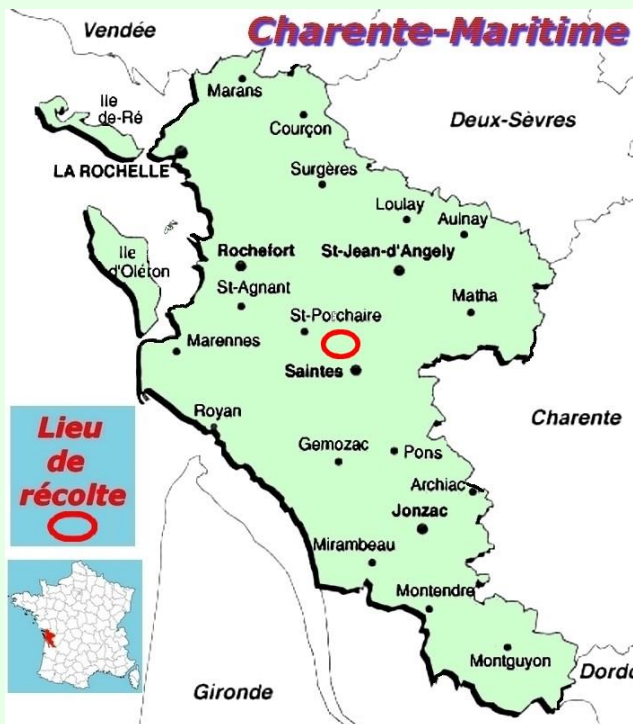 Charente-Maritime
Vendée
Marans
Ile
de-Ré
Courçon
Deux-Sèvres
LA ROCHELLE
Surgères
Loulay
Aulnay
Ile
d'Oléron
Rochefort
St-Jean-d'Angely
St-Agnant
Matha
St-Porchaire
Marennes
Saintes
Royan
Charente
Lieu
de
récolte
Gemozac
Pons
Archiac
Jonzac
Mirambeau
Montendre
Montguyon
Gironde
Dordo